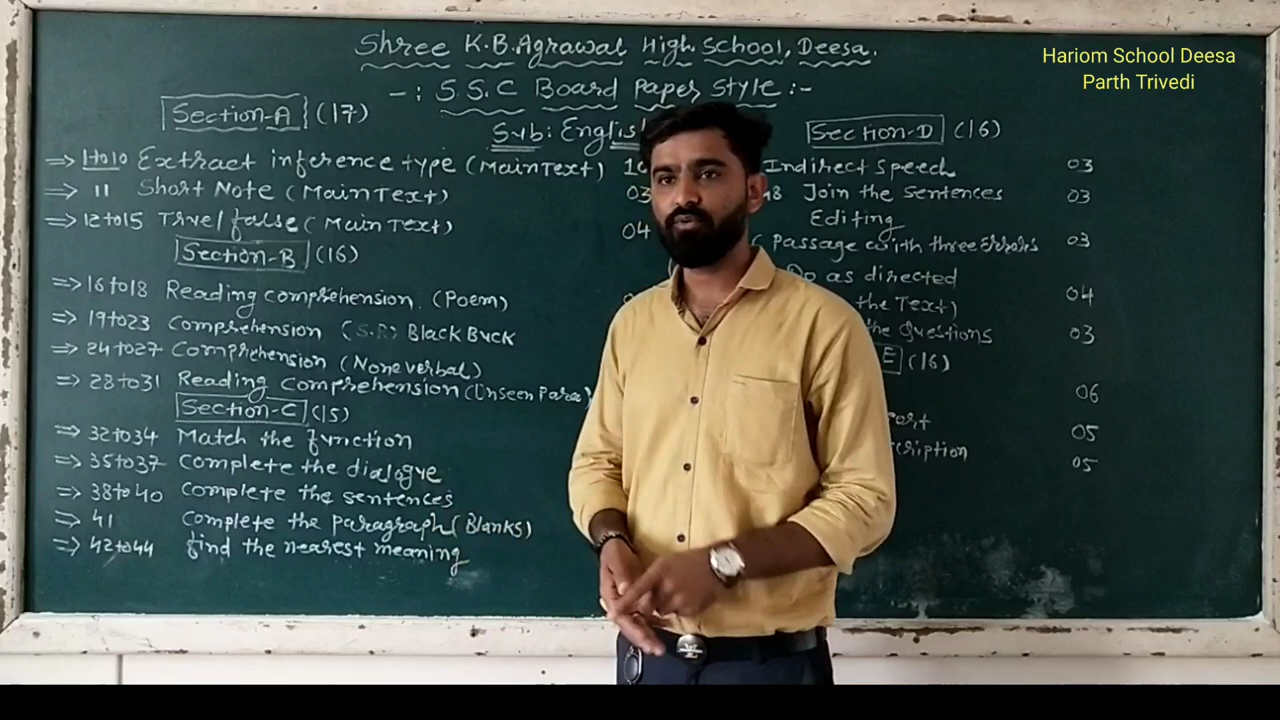 Shree K.B.Agrawal High School, Deesa.
Hariom School Deesa
Parth Trivedi
-: S.S.C Board Paper Style :-
Sub: English
Section-A (17)
⇒ 1 to 10 Extract inference type (Main Text) 10
⇒ 11 Short Note (Main Text) 03
⇒ 12 to 15 True/false (Main Text) 04
Section-B (16)
⇒ 16 to 18 Reading comprehension. (Poem)
⇒ 19 to 23 Comprehension (S.R) Black Buck
⇒ 24 to 27 Comprehension (Noneverbal)
⇒ 28 to 31 Reading Comprehension (Unseen Para)
Section-C (15)
⇒ 32 to 34 Match the function
⇒ 35 to 37 Complete the dialogue
⇒ 38 to 40 Complete the sentences
⇒ 41 Complete the paragraph (Blanks)
⇒ 42 to 44 find the nearest meaning
Section-D (16)
Indirect Speech 03
48 Join the Sentences 03
Editing
(Passage with three Errors 03
Do as directed
the Text) 04
the Questions 03
E (16)
06
05
cription 05